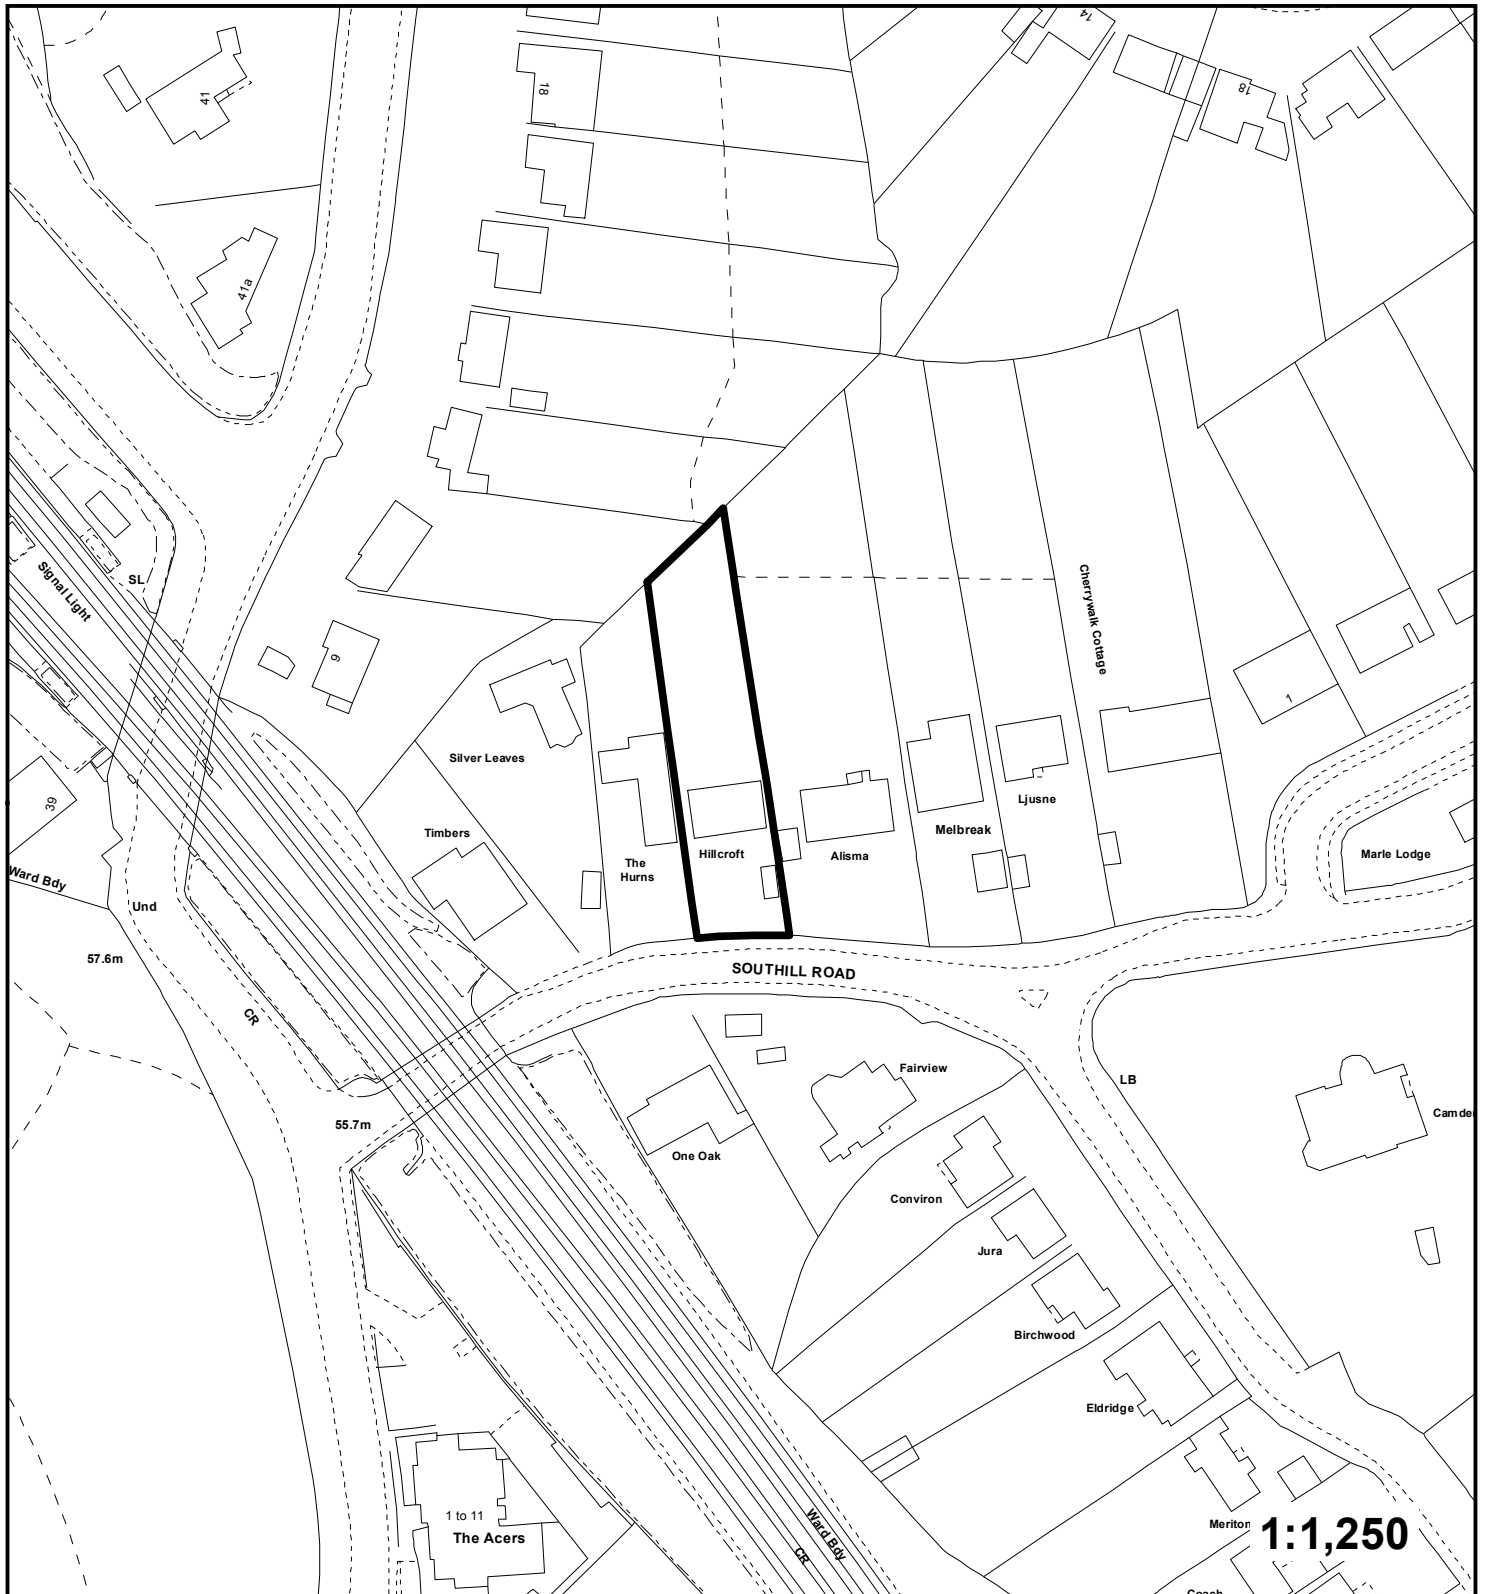 14
18
18
41
41a
SL
Signal Light
Cherrywalk Cottage
9
1
Silver Leaves
Ljusne
39
Timbers
Melbreak
Hillcroft
Alisma
The
Hurns
Marle Lodge
Ward Bdy
Und
57.6m
SOUTHILL ROAD
CR
Fairview
LB
55.7m
Camde
One Oak
Conviron
Jura
Birchwood
Eldridge
1 to 11
The Acers
Ward Bdy
CR
Meriton
1:1,250